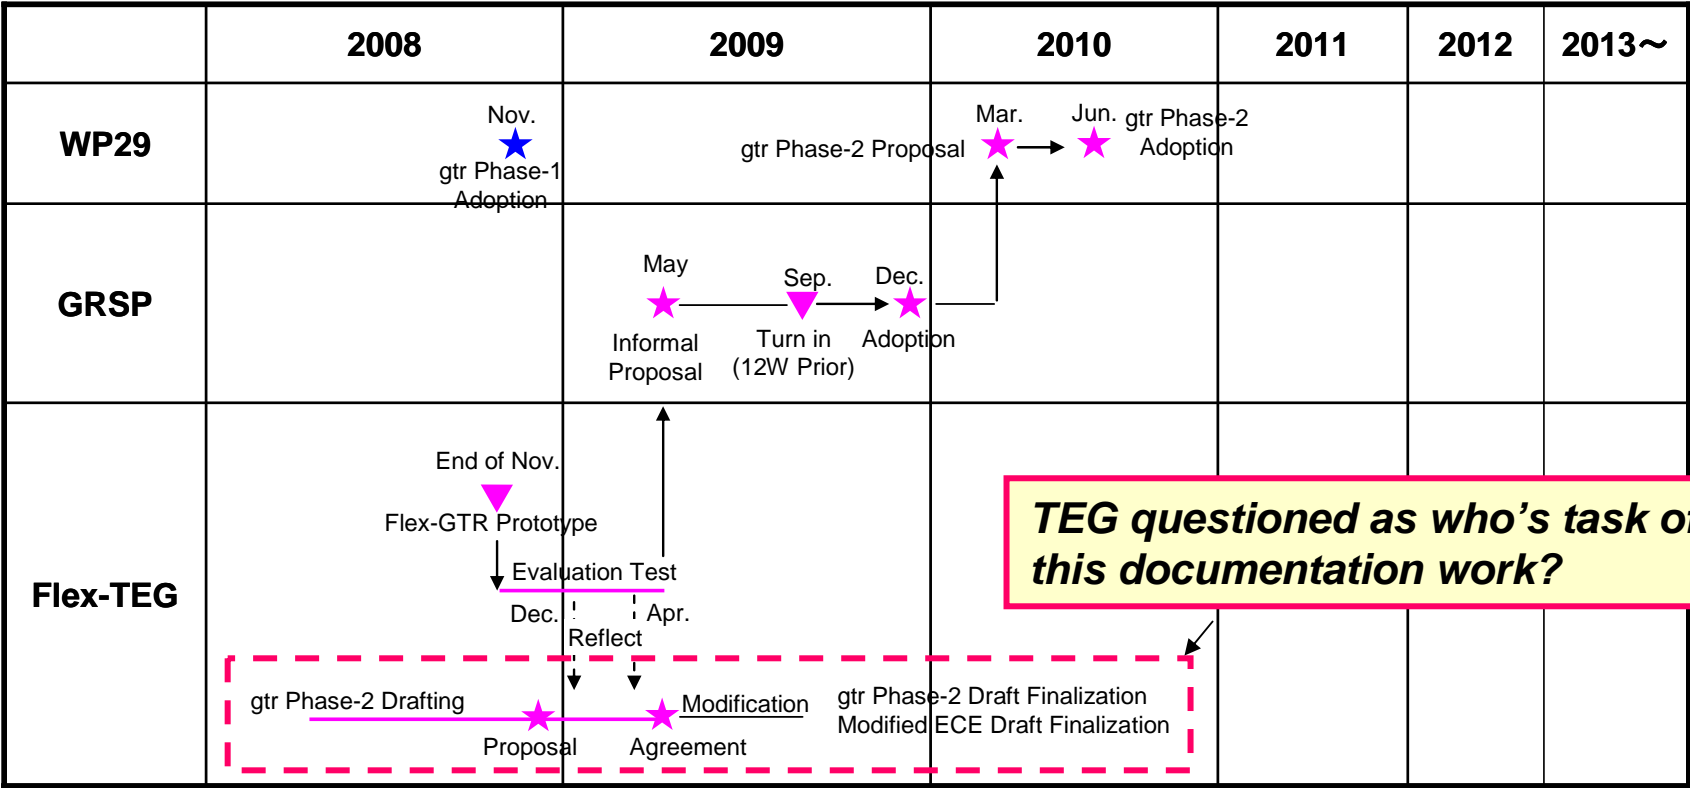 2008
2009
2010
2011
2012
2013～
WP29
Nov.
gtr Phase-1
Adoption
gtr Phase-2 Proposal
Mar.
Jun.
gtr Phase-2
Adoption
GRSP
May
Informal
Proposal
Sep.
Turn in
(12W Prior)
Dec.
Adoption
Flex-TEG
End of Nov.
Flex-GTR Prototype
Evaluation Test
Dec.
Apr.
Reflect
TEG questioned as who's task of
this documentation work?
gtr Phase-2 Drafting
Proposal
Agreement
Modification
gtr Phase-2 Draft Finalization
Modified ECE Draft Finalization